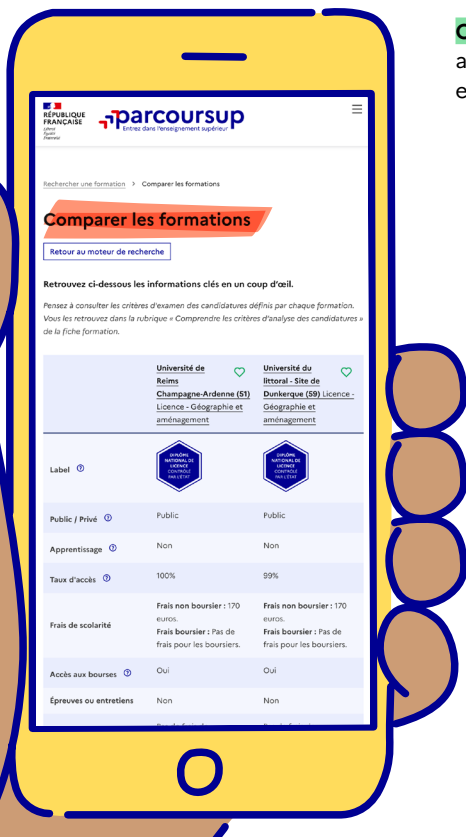 C
a
e
RÉPUBLIQUE
FRANÇAISE
Liberté
Égalité
Fraternité
parcoursup
Entrez dans l'enseignement supérieur
Rechercher une formation > Comparer les formations
Comparer les formations
Retour au moteur de recherche
Retrouvez ci-dessous les informations clés en un coup d'œil.
Pensez à consulter les critères d'examen des candidatures définis par chaque formation.
Vous les retrouvez dans la rubrique « Comprendre les critères d'analyse des candidatures »
de la fiche formation.
Université de
Reims
Champagne-Ardenne (51)
Licence - Géographie et
aménagement
Université du
littoral - Site de
Dunkerque (59) Licence -
Géographie et
aménagement
Label ?
DIPLÔME
NATIONAL DE
LICENCE
CONTRÔLÉ
PAR L'ÉTAT
DIPLÔME
NATIONAL DE
LICENCE
CONTRÔLÉ
PAR L'ÉTAT
Public / Privé ? Public Public
Apprentissage ? Non Non
Taux d'accès ? 100% 99%
Frais de scolarité
Frais non boursier : 170
euros.
Frais boursier : Pas de
frais pour les boursiers.
Frais non boursier : 170
euros.
Frais boursier : Pas de
frais pour les boursiers.
Accès aux bourses ? Oui Oui
Épreuves ou entretiens Non Non